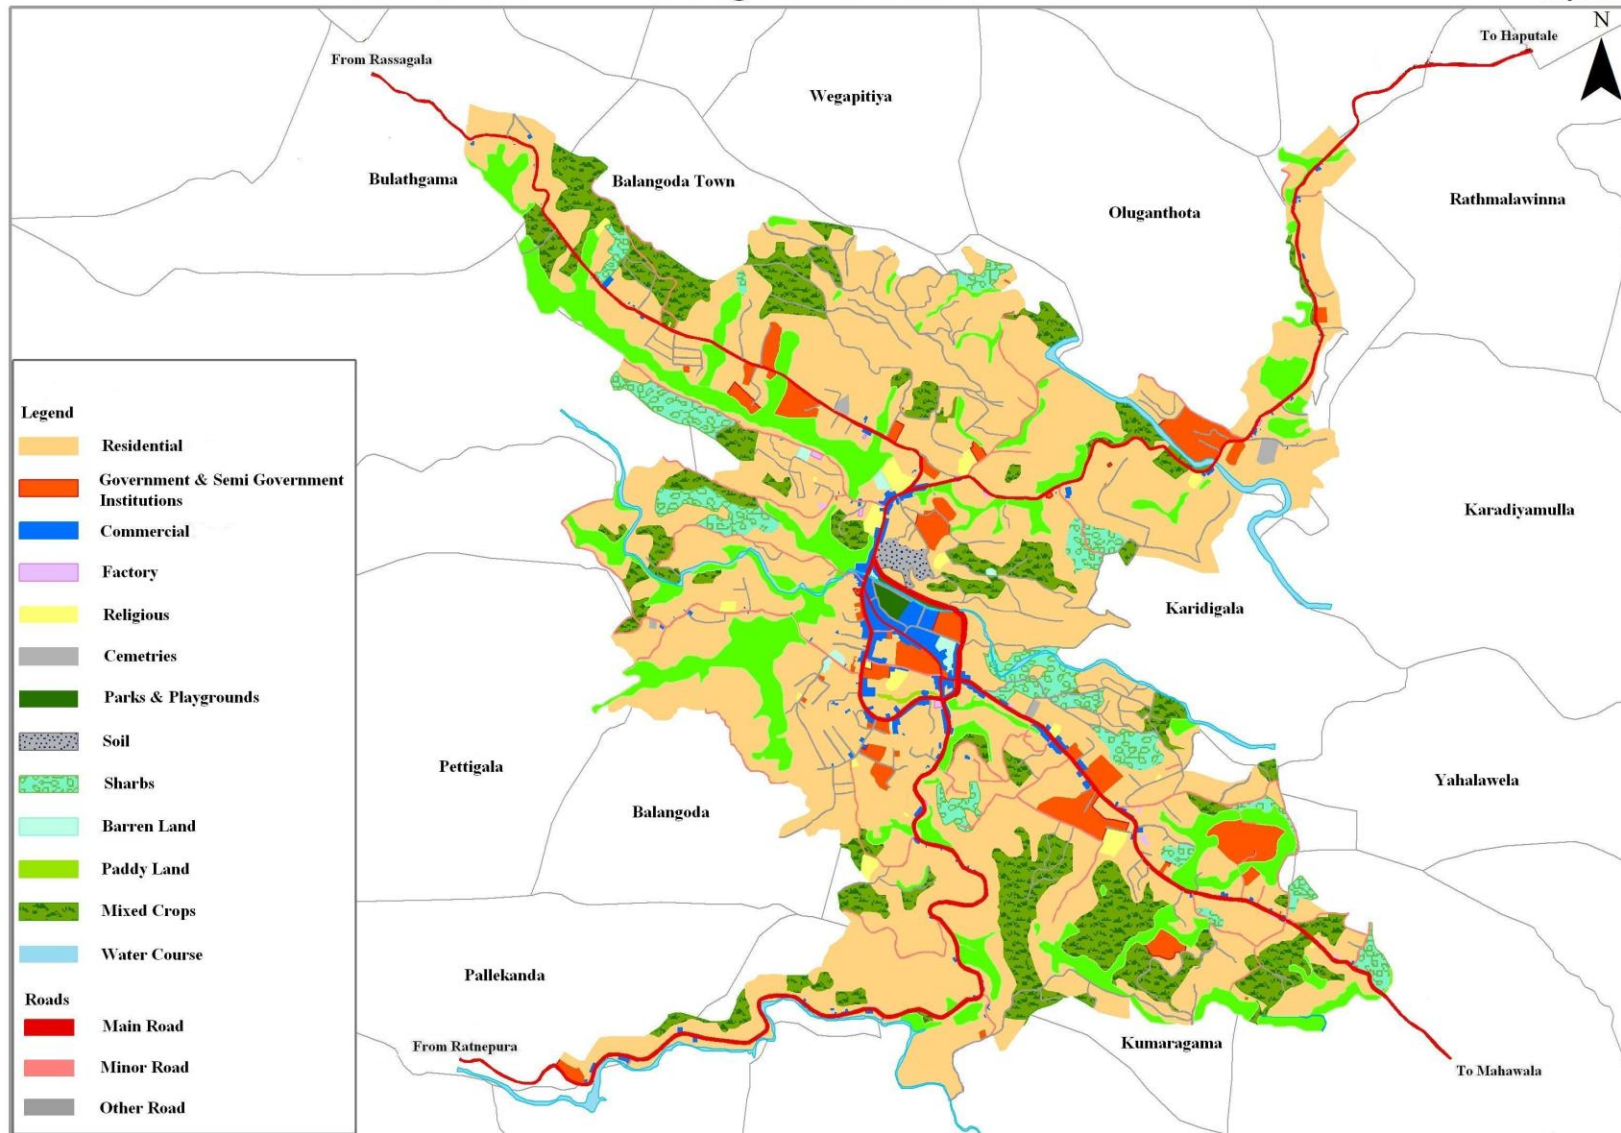 N
To Haputale
From Rassagala
Wegapitiya
Bulathgama
Balangoda Town
Oluganthota
Rathmalawinna
Karadiyamulla
Karidigala
Pettigala
Balangoda
Yahalawela
Pallekanda
Kumaragama
From Ratnepura
To Mahawala
Legend
Residential
Government & Semi Government
Institutions
Commercial
Factory
Religious
Cemetries
Parks & Playgrounds
Soil
Sharbs
Barren Land
Paddy Land
Mixed Crops
Water Course
Roads
Main Road
Minor Road
Other Road